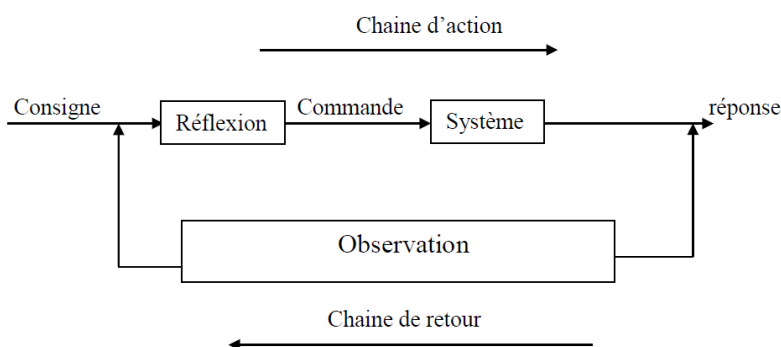 Chaine d'action
Consigne
Réflexion
Commande
Système
réponse
Observation
Chaine de retour